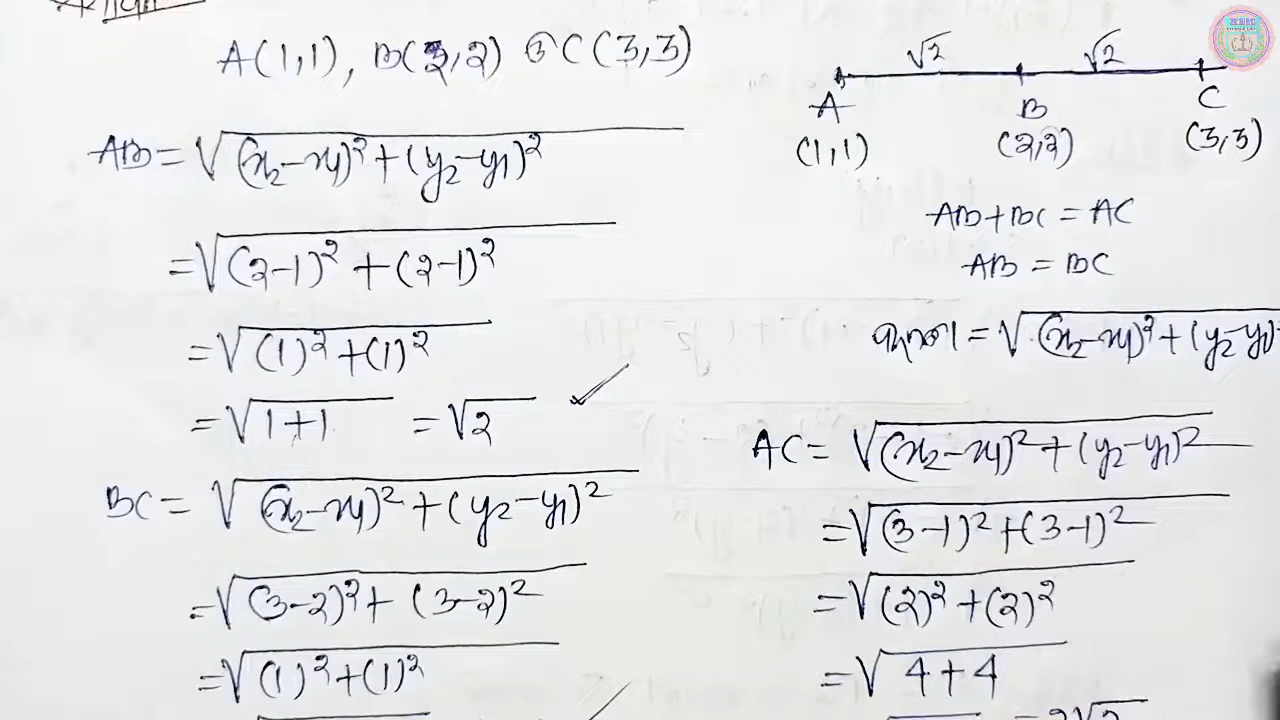 A(1,1), B(2,2) ଓ C(3,3)
AB = √(x₂-x₁)² + (y₂-y₁)²
= √(2-1)² + (2-1)²
= √(1)² + (1)²
= √1+1 = √2 ✓
BC = √(x₂-x₁)² + (y₂-y₁)²
= √(3-2)² + (3-2)²
= √(1)² + (1)²
√2 √2
A B C
(1,1) (2,2) (3,3)
AB + BC = AC
AB = BC
= √(x₂-x₁)² + (y₂-y₁)²
AC = √(x₂-x₁)² + (y₂-y₁)²
= √(3-1)² + (3-1)²
= √(2)² + (2)²
= √4+4
= 2√2
KBM